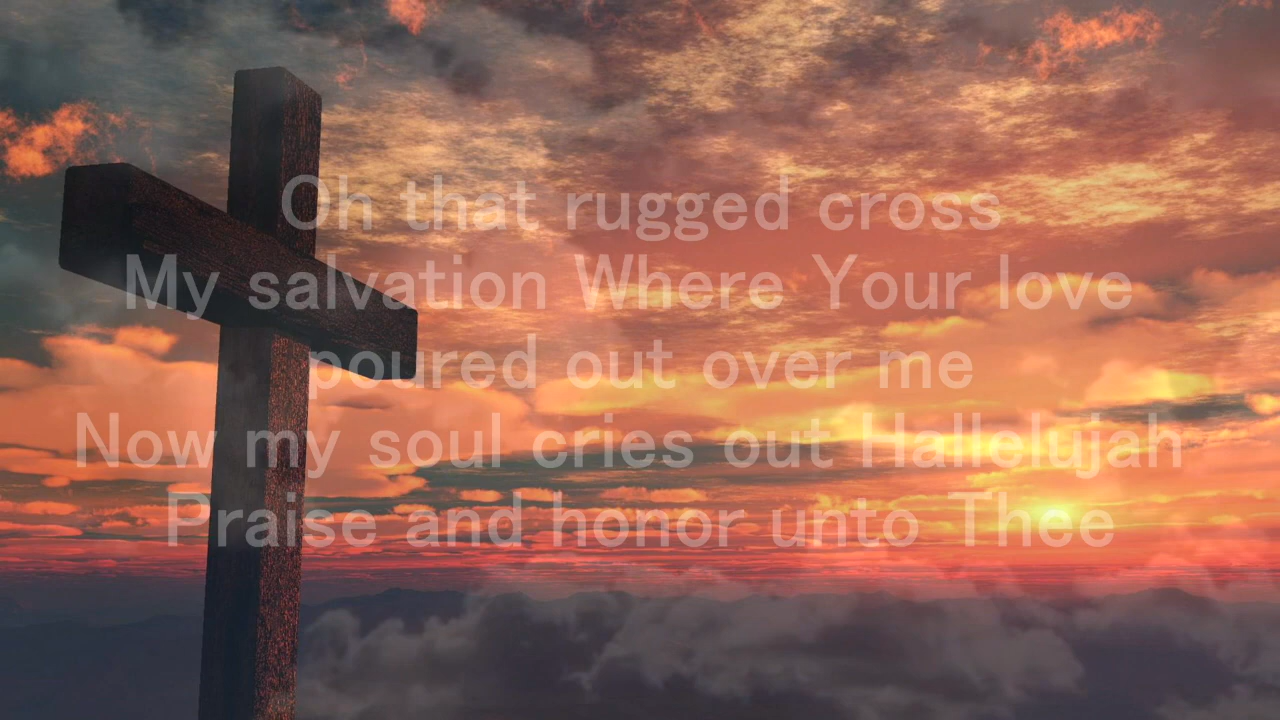 Oh that rugged cross
My salvation Where Your love
poured out over me
Now my soul cries out Hallelujah
Praise and honor unto Thee